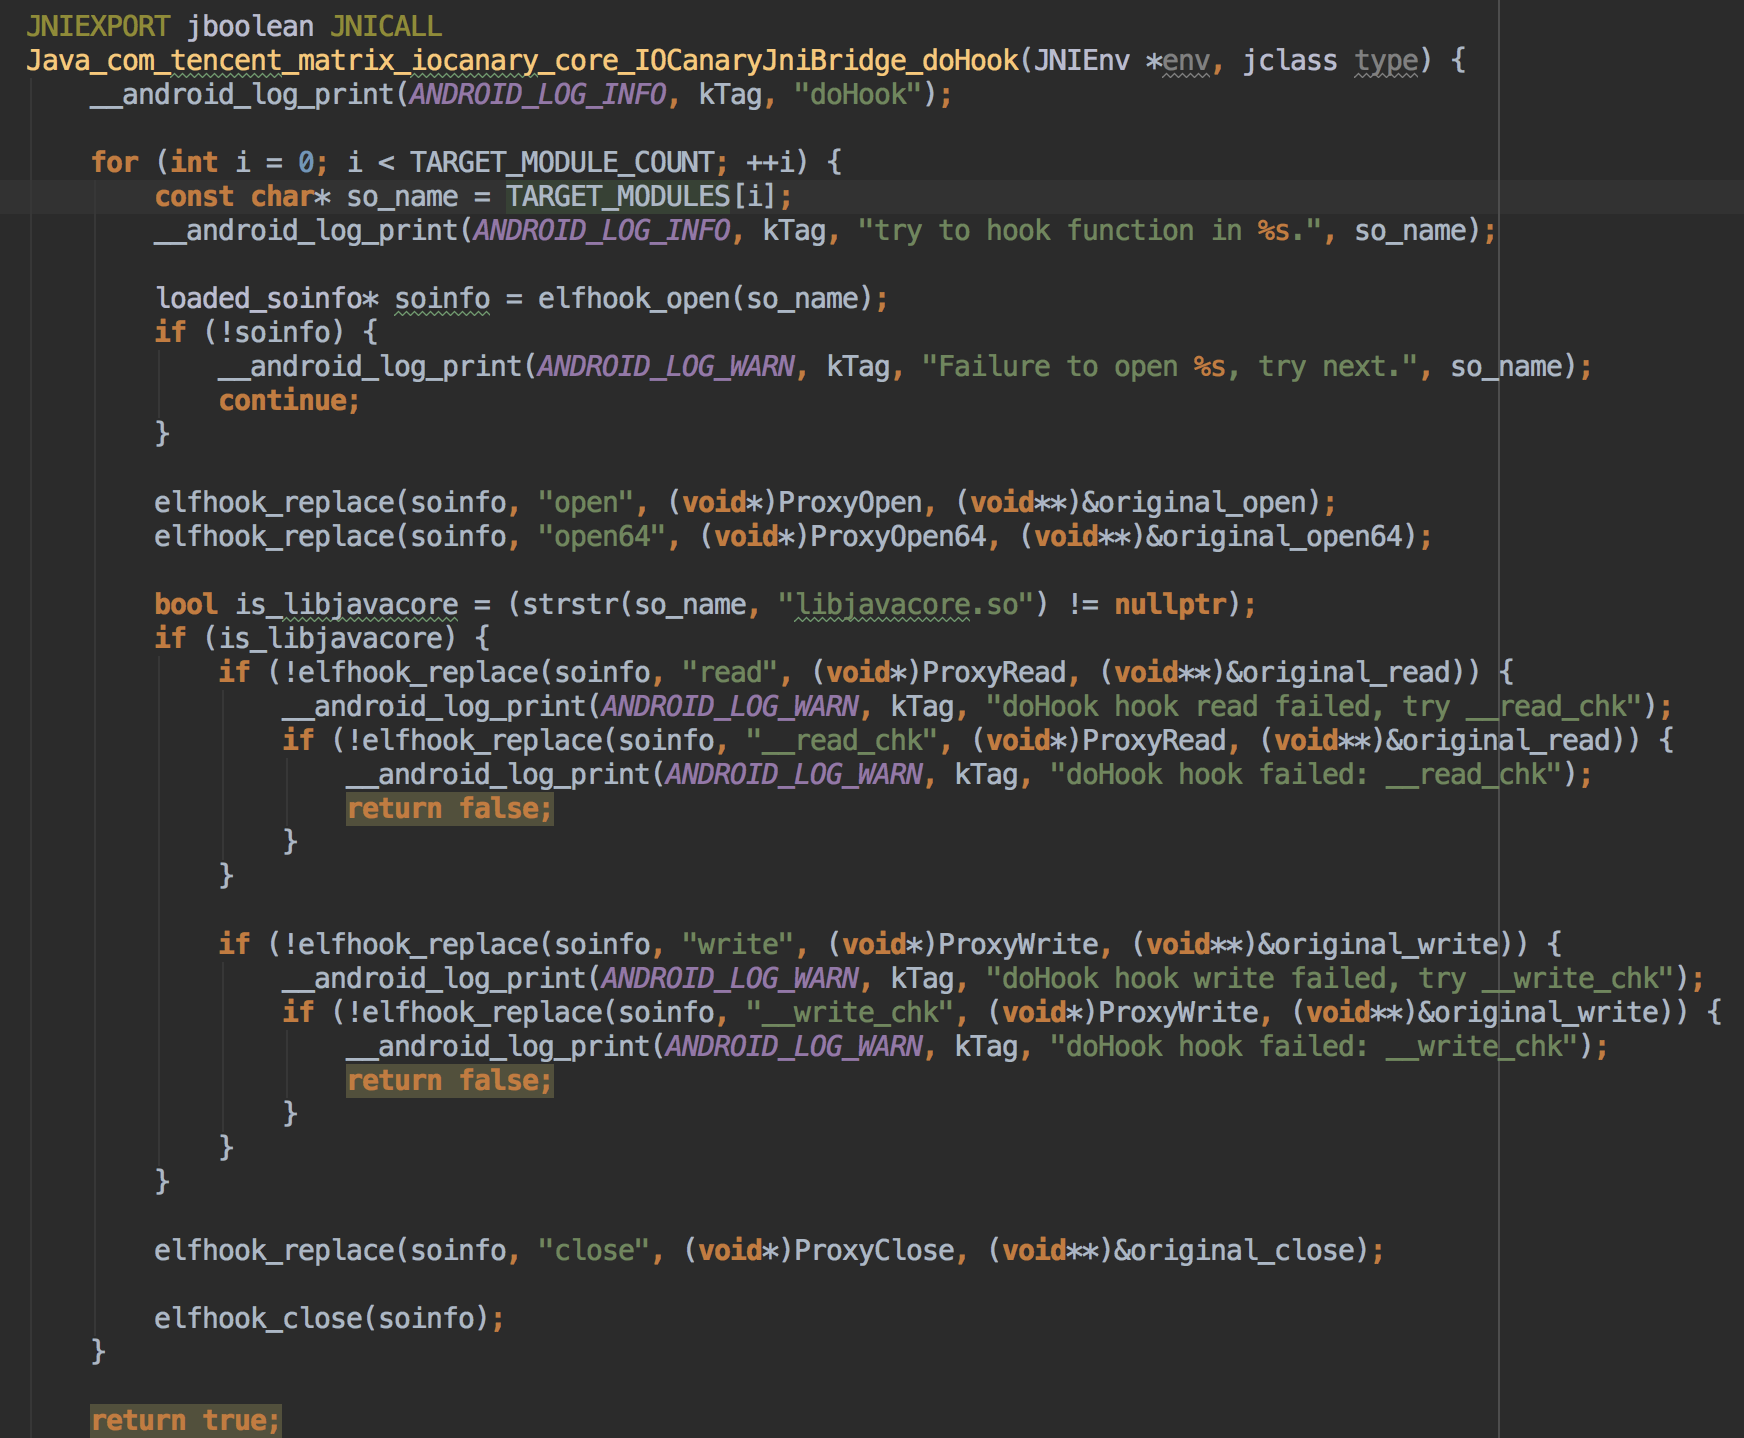 JNIEXPORT jboolean JNICALL
Java_com_tencent_matrix_iocanary_core_IOCanaryJniBridge_doHook(JNIEnv *env, jclass type) {
    __android_log_print(ANDROID_LOG_INFO, kTag, "doHook");

    for (int i = 0; i < TARGET_MODULE_COUNT; ++i) {
        const char* so_name = TARGET_MODULES[i];
        __android_log_print(ANDROID_LOG_INFO, kTag, "try to hook function in %s.", so_name);

        loaded_soinfo* soinfo = elfhook_open(so_name);
        if (!soinfo) {
            __android_log_print(ANDROID_LOG_WARN, kTag, "Failure to open %s, try next.", so_name);
            continue;
        }

        elfhook_replace(soinfo, "open", (void*)ProxyOpen, (void**)&original_open);
        elfhook_replace(soinfo, "open64", (void*)ProxyOpen64, (void**)&original_open64);

        bool is_libjavacore = (strstr(so_name, "libjavacore.so") != nullptr);
        if (is_libjavacore) {
            if (!elfhook_replace(soinfo, "read", (void*)ProxyRead, (void**)&original_read)) {
                __android_log_print(ANDROID_LOG_WARN, kTag, "doHook hook read failed, try __read_chk");
                if (!elfhook_replace(soinfo, "__read_chk", (void*)ProxyRead, (void**)&original_read)) {
                    __android_log_print(ANDROID_LOG_WARN, kTag, "doHook hook failed: __read_chk");
                    return false;
                }
            }

            if (!elfhook_replace(soinfo, "write", (void*)ProxyWrite, (void**)&original_write)) {
                __android_log_print(ANDROID_LOG_WARN, kTag, "doHook hook write failed, try __write_chk");
                if (!elfhook_replace(soinfo, "__write_chk", (void*)ProxyWrite, (void**)&original_write)) {
                    __android_log_print(ANDROID_LOG_WARN, kTag, "doHook hook failed: __write_chk");
                    return false;
                }
            }
        }

        elfhook_replace(soinfo, "close", (void*)ProxyClose, (void**)&original_close);

        elfhook_close(soinfo);
    }

    return true;